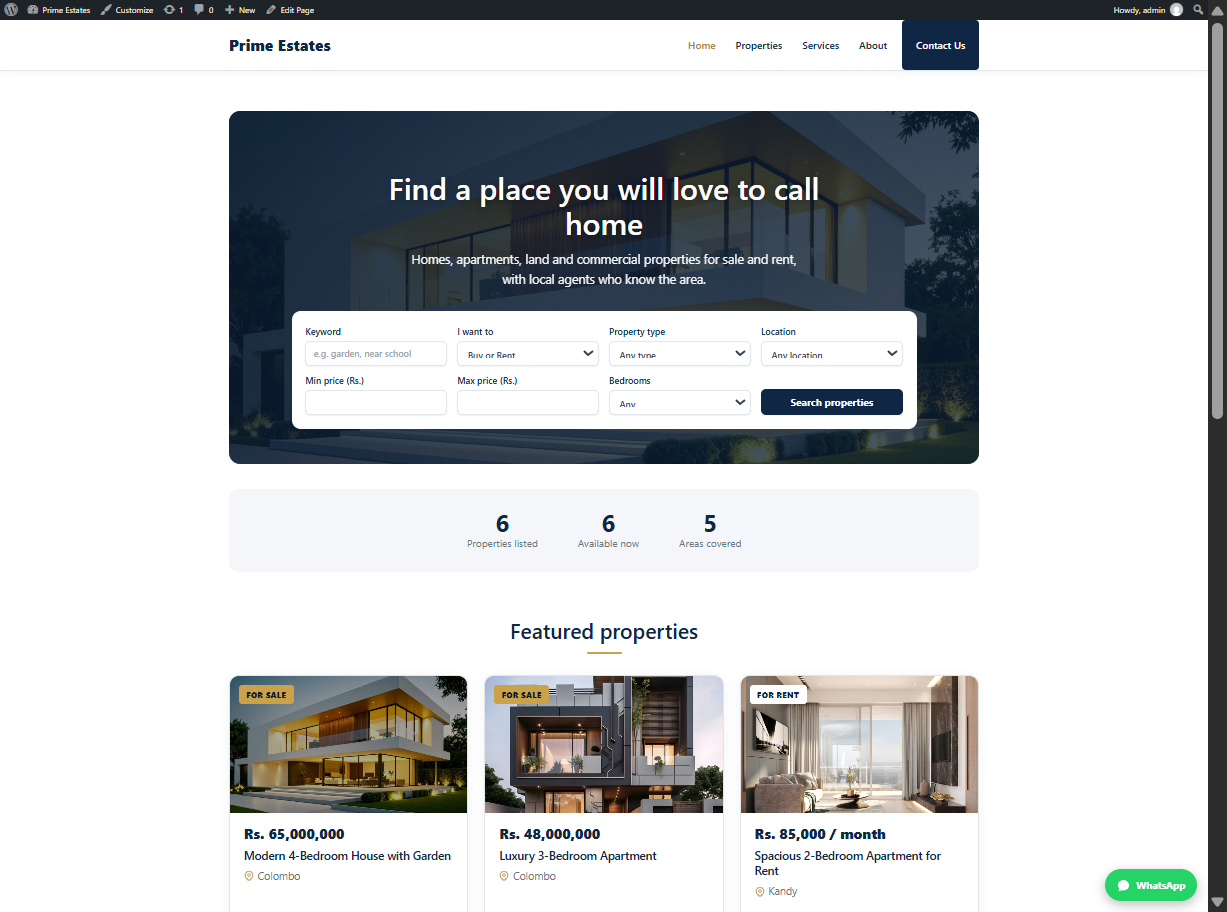 Prime Estates Customize 1 0 New Edit Page Howdy, admin
Prime Estates Home Properties Services About Contact Us
Find a place you will love to call
home
Homes, apartments, land and commercial properties for sale and rent,
with local agents who know the area.
Keyword I want to Property type Location
e.g. garden, near school Buy or Rent Any type Any location
Min price (Rs.) Max price (Rs.) Bedrooms
Any Search properties
6 6 5
Properties listed Available now Areas covered
Featured properties
FOR SALE FOR SALE FOR RENT
Rs. 65,000,000 Rs. 48,000,000 Rs. 85,000 / month
Modern 4-Bedroom House with Garden Luxury 3-Bedroom Apartment Spacious 2-Bedroom Apartment for
Rent
Colombo Colombo Kandy
WhatsApp